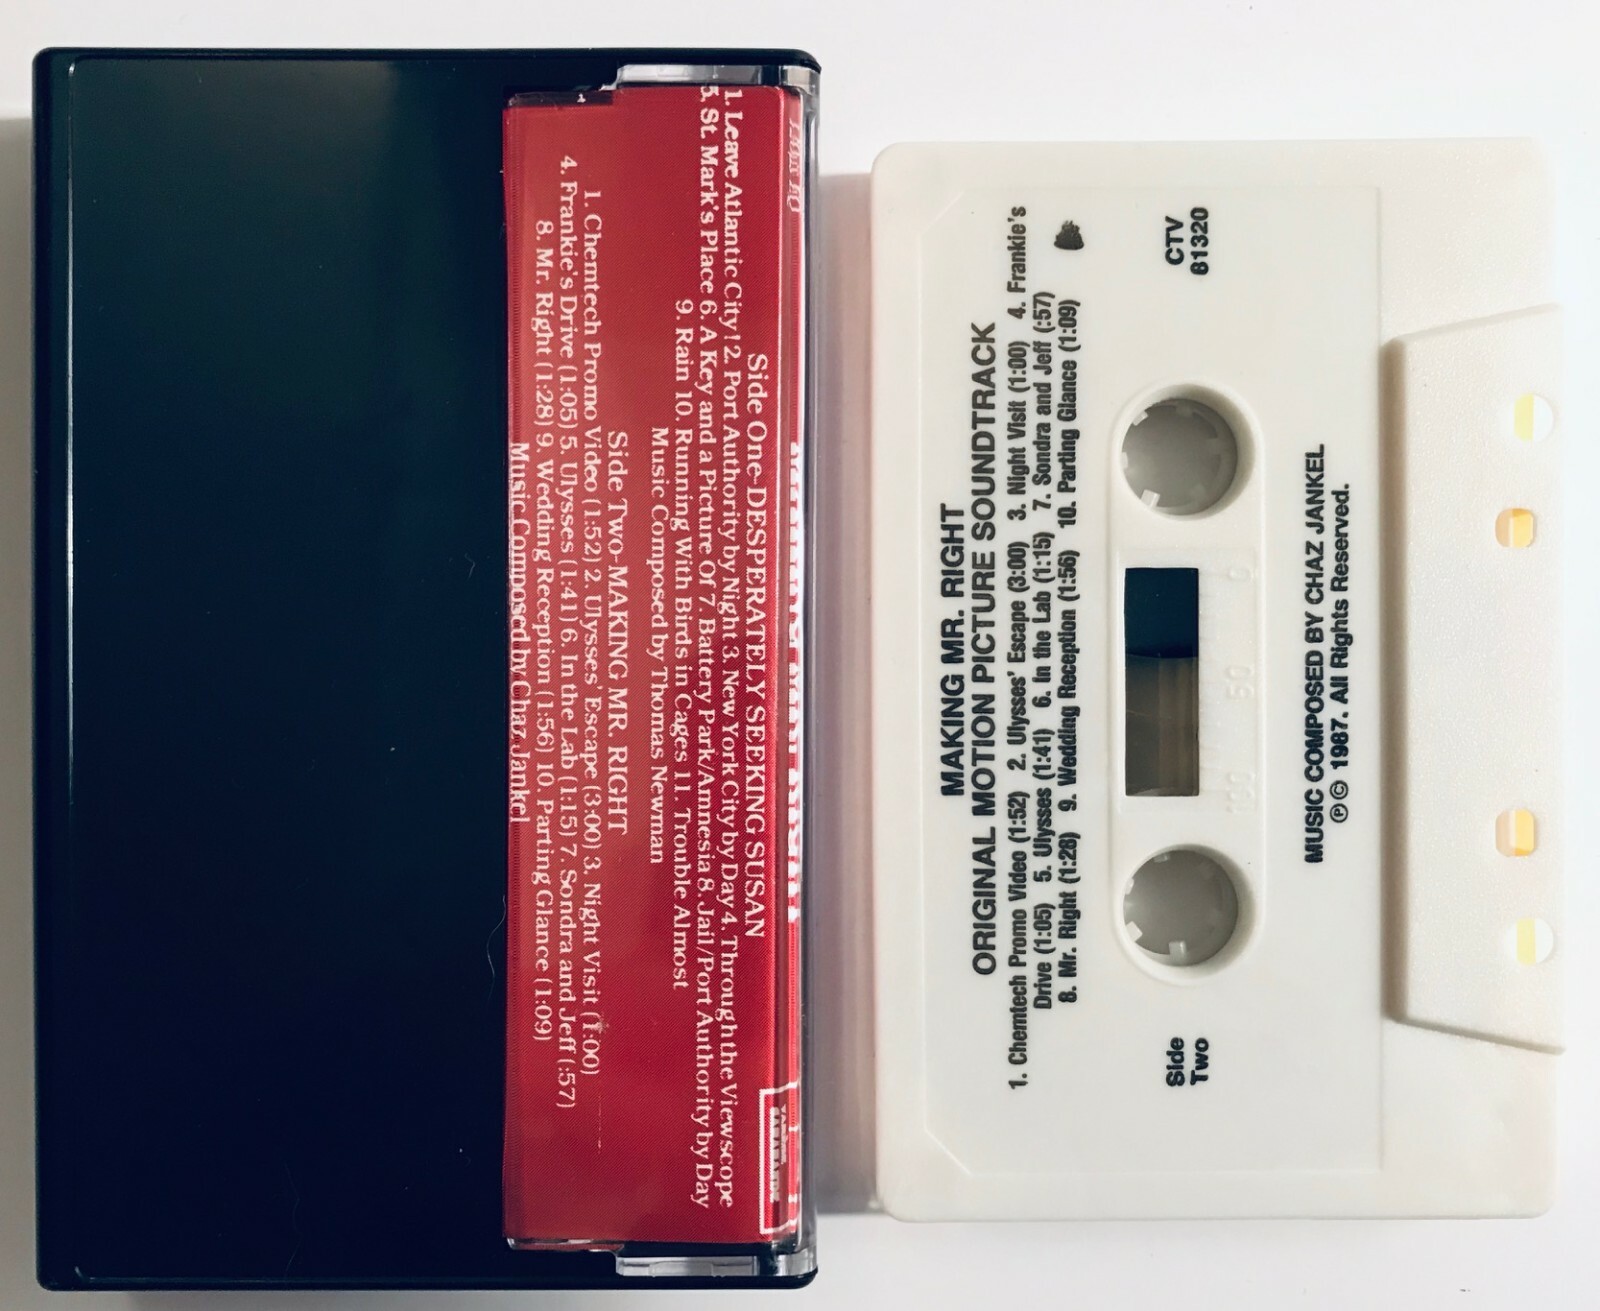 Side One-DESPERATELY SEEKING SUSAN
1. Leave Atlantic City! 2. Port Authority by Night 3. New York City by Day 4. Through the Viewscope
5. St. Mark's Place 6. A Key and a Picture Of 7. Battery Park/Amnesia 8. Jail/Port Authority by Day
9. Rain 10. Running With Birds in Cages 11. Trouble Almost
Music Composed by Thomas Newman
Side Two-MAKING MR. RIGHT
1. Chemtech Promo Video (1:52) 2. Ulysses' Escape (3:00) 3. Night Visit (1:00)
4. Frankie's Drive (1:05) 5. Ulysses (1:41) 6. In the Lab (1:15) 7. Sondra and Jeff (:57)
8. Mr. Right (1:28) 9. Wedding Reception (1:56) 10. Parting Glance (1:09)
Music Composed by Chaz Jankel
MAKING MR. RIGHT
ORIGINAL MOTION PICTURE SOUNDTRACK
1. Chemtech Promo Video (1:52) 2. Ulysses' Escape (3:00) 3. Night Visit (1:00) 4. Frankie's
Drive (1:05) 5. Ulysses (1:41) 6. In the Lab (1:15) 7. Sondra and Jeff (:57)
8. Mr. Right (1:28) 9. Wedding Reception (1:56) 10. Parting Glance (1:09)
Side
Two
CTV
81320
100 50 0
MUSIC COMPOSED BY CHAZ JANKEL
℗© 1987. All Rights Reserved.